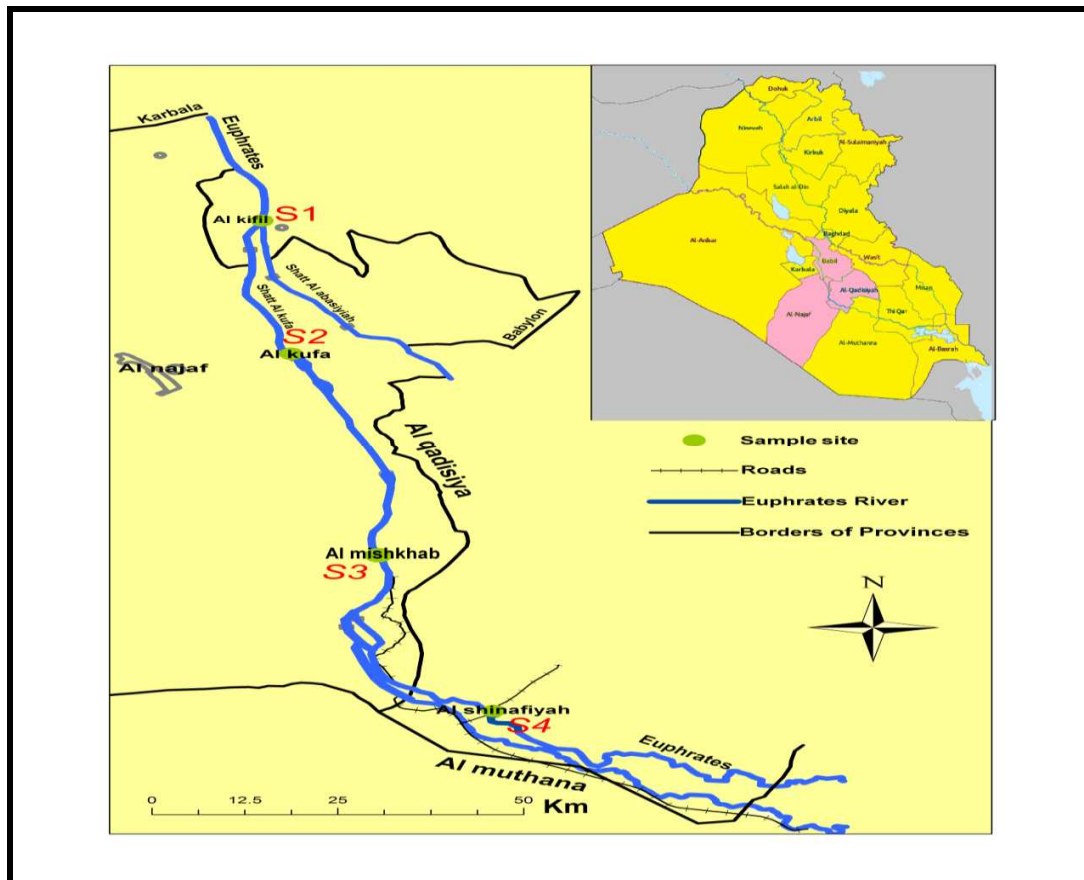 Karbala
Euphrates
Al kifil
S1
Shatt Al abasiyiah
Shatt Al kufa
Babylon
S2
Al kufa
Al najaf
Al qadisiya
Al mishkhab
S3
Al shinafiyah
S4
Euphrates
Al muthana
0 12.5 25 50
Km
Dohuk
Arbil
Ninevah
Al-Sulaimaniyah
Kirkuk
Salah al-Din
Diyala
Baghdad
Al-Anbar
Wasit
Babil
Karbala
Al-Qadisiyah
Misan
Thi Qar
Al-Najaf
Al-Muthanna
Al-Basrah
Sample site
Roads
Euphrates River
Borders of Provinces
N